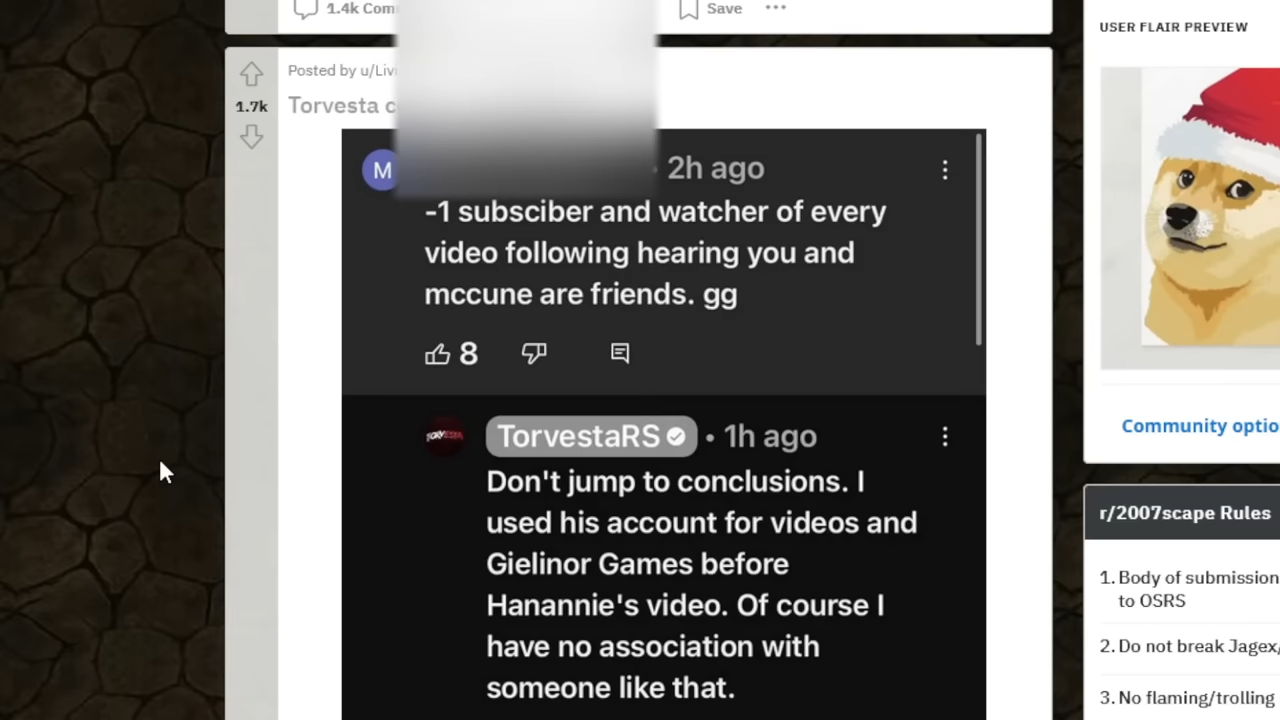 1.4k Com
Save
Posted by u/Liv
1.7k
Torvesta c
M
• 2h ago
-1 subsciber and watcher of every
video following hearing you and
mccune are friends. gg
8
TORVESTA
TorvestaRS • 1h ago
Don't jump to conclusions. I
used his account for videos and
Gielinor Games before
Hanannie's video. Of course I
have no association with
someone like that.
USER FLAIR PREVIEW
Community optio
r/2007scape Rules
1. Body of submission
to OSRS
2. Do not break Jagex/
3. No flaming/trolling